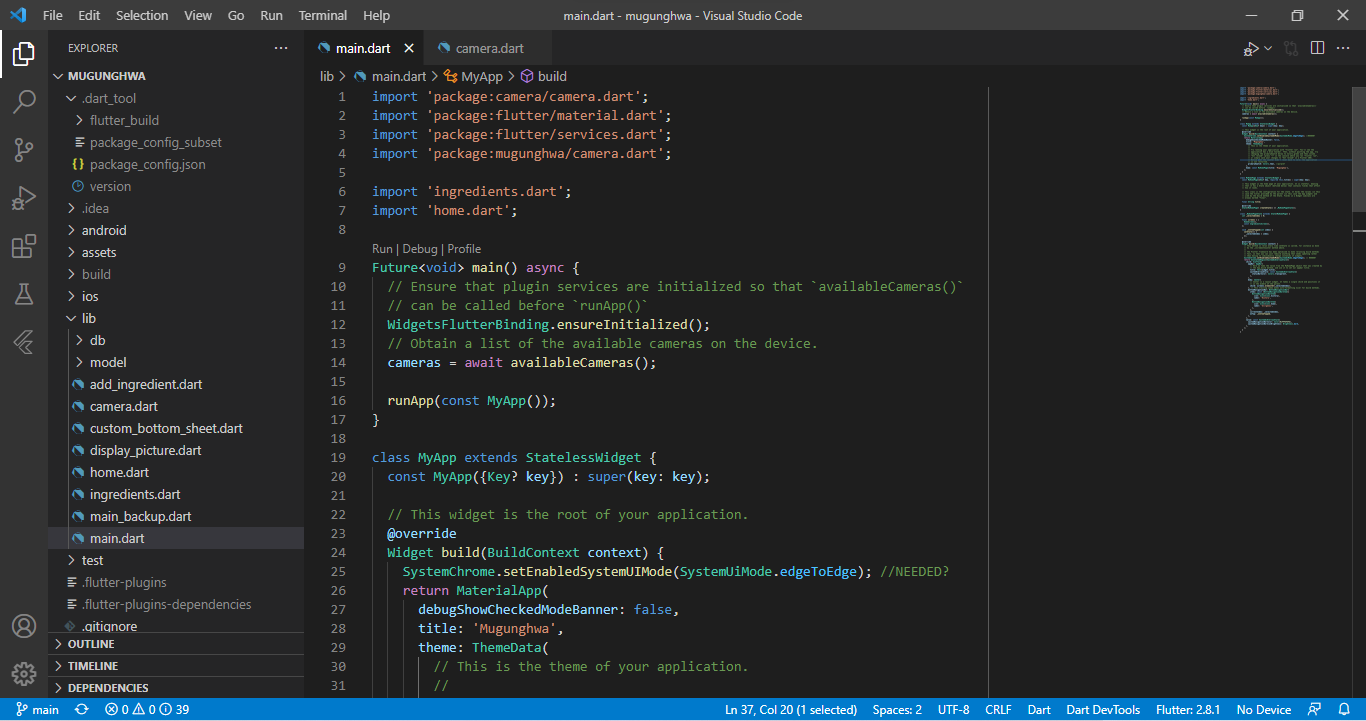 File Edit Selection View Go Run Terminal Help main.dart - mugunghwa - Visual Studio Code
EXPLORER
MUGUNGHWA
.dart_tool
flutter_build
package_config_subset
package_config.json
version
.idea
android
assets
build
ios
lib
db
model
add_ingredient.dart
camera.dart
custom_bottom_sheet.dart
display_picture.dart
home.dart
ingredients.dart
main_backup.dart
main.dart
test
.flutter-plugins
.flutter-plugins-dependencies
.gitignore
OUTLINE
TIMELINE
DEPENDENCIES
main.dart camera.dart
lib > main.dart > MyApp > build
1 import 'package:camera/camera.dart';
2 import 'package:flutter/material.dart';
3 import 'package:flutter/services.dart';
4 import 'package:mugunghwa/camera.dart';
5
6 import 'ingredients.dart';
7 import 'home.dart';
8
Run | Debug | Profile
9 Future<void> main() async {
10 // Ensure that plugin services are initialized so that `availableCameras()`
11 // can be called before `runApp()`
12 WidgetsFlutterBinding.ensureInitialized();
13 // Obtain a list of the available cameras on the device.
14 cameras = await availableCameras();
15
16 runApp(const MyApp());
17 }
18
19 class MyApp extends StatelessWidget {
20 const MyApp({Key? key}) : super(key: key);
21
22 // This widget is the root of your application.
23 @override
24 Widget build(BuildContext context) {
25 SystemChrome.setEnabledSystemUIMode(SystemUiMode.edgeToEdge); //NEEDED?
26 return MaterialApp(
27 debugShowCheckedModeBanner: false,
28 title: 'Mugunghwa',
29 theme: ThemeData(
30 // This is the theme of your application.
31 //
main 0 0 39 Ln 37, Col 20 (1 selected) Spaces: 2 UTF-8 CRLF Dart Dart DevTools Flutter: 2.8.1 No Device